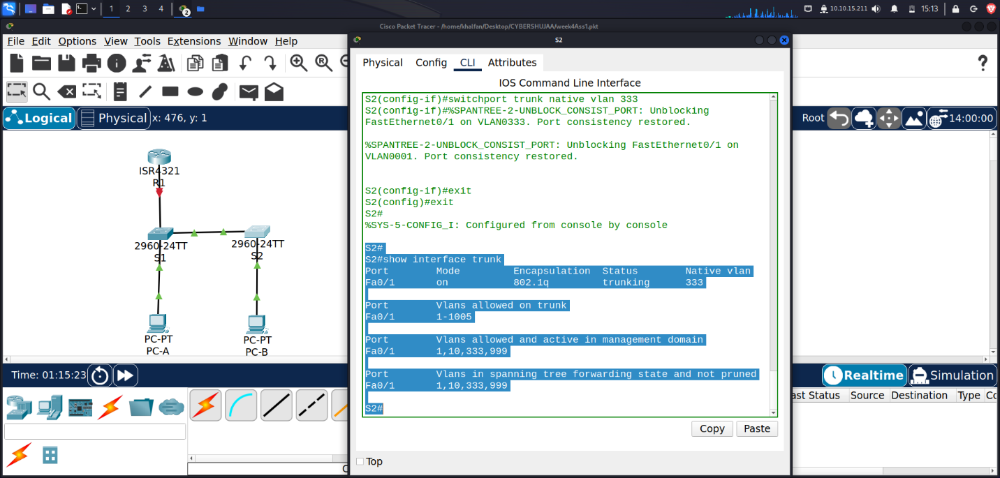 1 2 3 4 2 10.10.15.211 15:13
Cisco Packet Tracer - /home/khalfan/Desktop/CYBERSHUJAA/week4Ass1.pkt
File Edit Options View Tools Extensions Window Help
S2
Physical Config CLI Attributes
IOS Command Line Interface
Logical Physical x: 476, y: 1
Root 14:00:00
S2(config-if)#switchport trunk native vlan 333
S2(config-if)#%SPANTREE-2-UNBLOCK_CONSIST_PORT: Unblocking
FastEthernet0/1 on VLAN0333. Port consistency restored.
%SPANTREE-2-UNBLOCK_CONSIST_PORT: Unblocking FastEthernet0/1 on
VLAN0001. Port consistency restored.
S2(config-if)#exit
S2(config)#exit
S2#
%SYS-5-CONFIG_I: Configured from console by console
S2#
S2#show interface trunk
Port Mode Encapsulation Status Native vlan
Fa0/1 on 802.1q trunking 333
Port Vlans allowed on trunk
Fa0/1 1-1005
Port Vlans allowed and active in management domain
Fa0/1 1,10,333,999
Port Vlans in spanning tree forwarding state and not pruned
Fa0/1 1,10,333,999
S2#
Copy Paste
Top
ISR4321
R1
2960-24TT
S1
2960-24TT
S2
PC-PT
PC-A
PC-PT
PC-B
Time: 01:15:23
Realtime Simulation
ast Status Source Destination Type Co